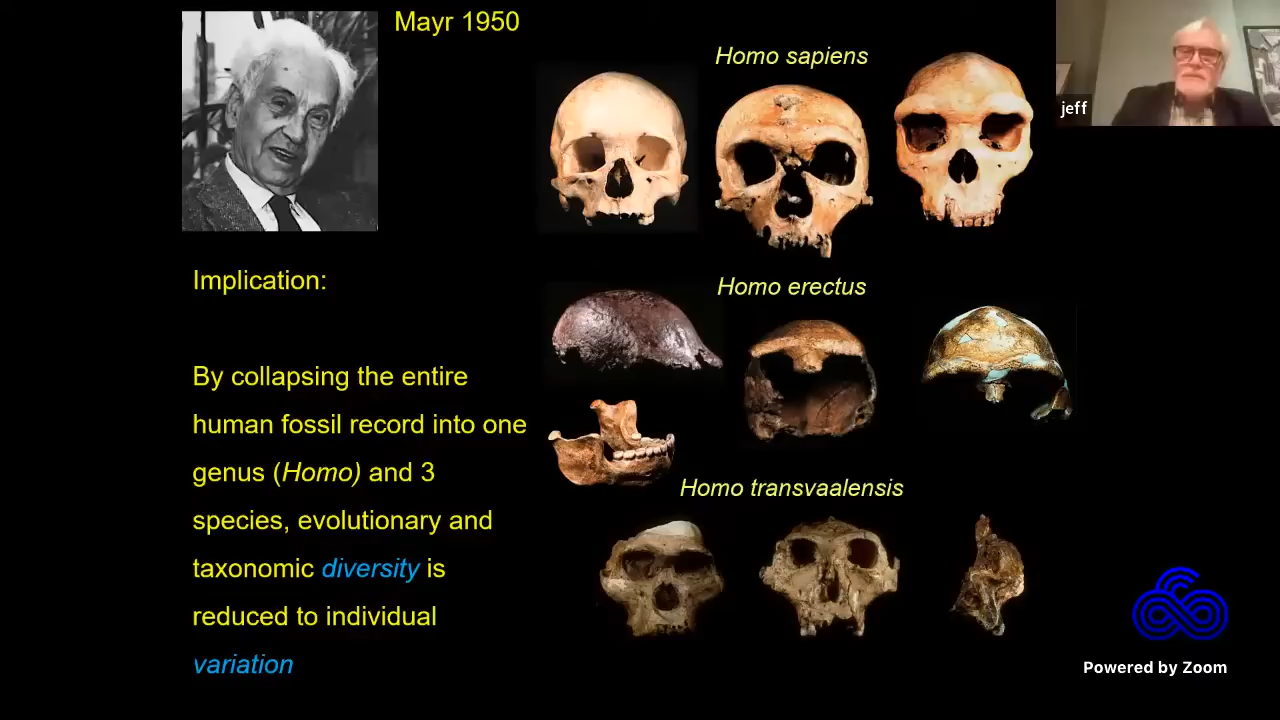 Mayr 1950
Homo sapiens
jeff
Implication:
By collapsing the entire
human fossil record into one
genus (Homo) and 3
species, evolutionary and
taxonomic diversity is
reduced to individual
variation
Homo erectus
Homo transvaalensis
Powered by Zoom